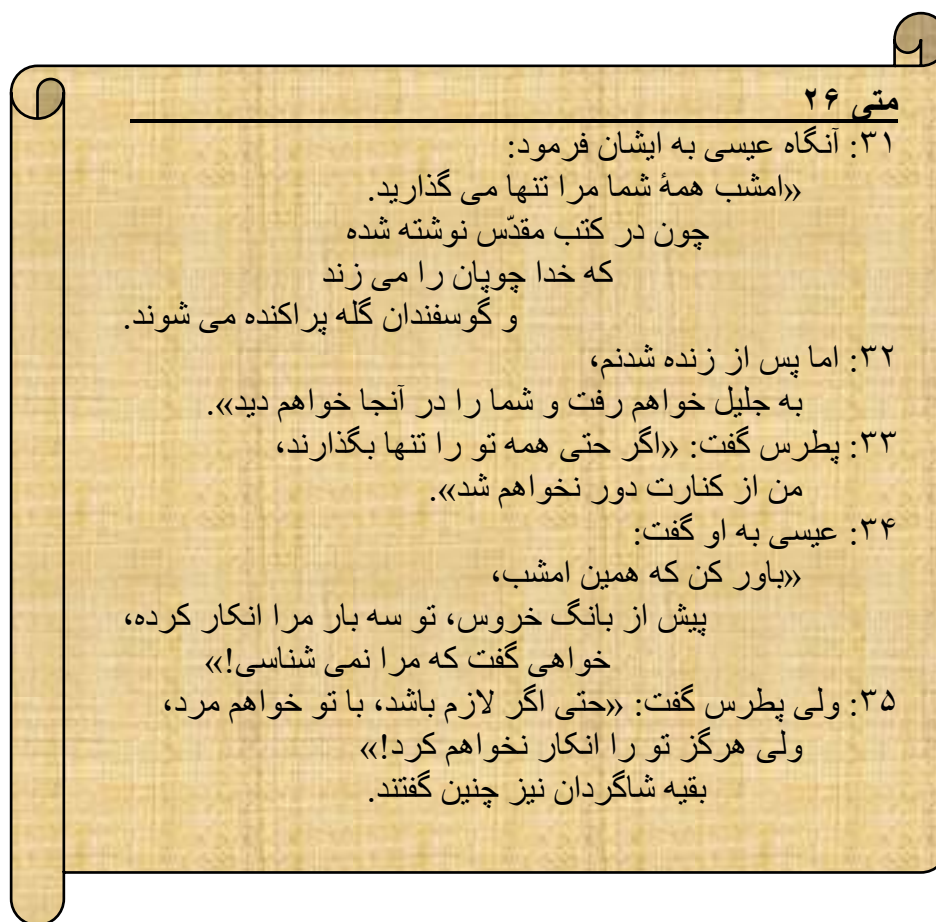 متی ۲۶
۳۱: آنگاه عیسی به ایشان فرمود:
«امشب همهٔ شما مرا تنها می گذارید.
چون در کتب مقدّس نوشته شده
که خدا چوپان را می زند
و گوسفندان گله پراکنده می شوند.
۳۲: اما پس از زنده شدنم،
به جلیل خواهم رفت و شما را در آنجا خواهم دید».
۳۳: پطرس گفت: «اگر حتی همه تو را تنها بگذارند،
من از کنارت دور نخواهم شد».
۳۴: عیسی به او گفت:
«باور کن که همین امشب،
پیش از بانگ خروس، تو سه بار مرا انکار کرده،
خواهی گفت که مرا نمی شناسی!»
۳۵: ولی پطرس گفت: «حتی اگر لازم باشد، با تو خواهم مرد،
ولی هرگز تو را انکار نخواهم کرد!»
بقیه شاگردان نیز چنین گفتند.